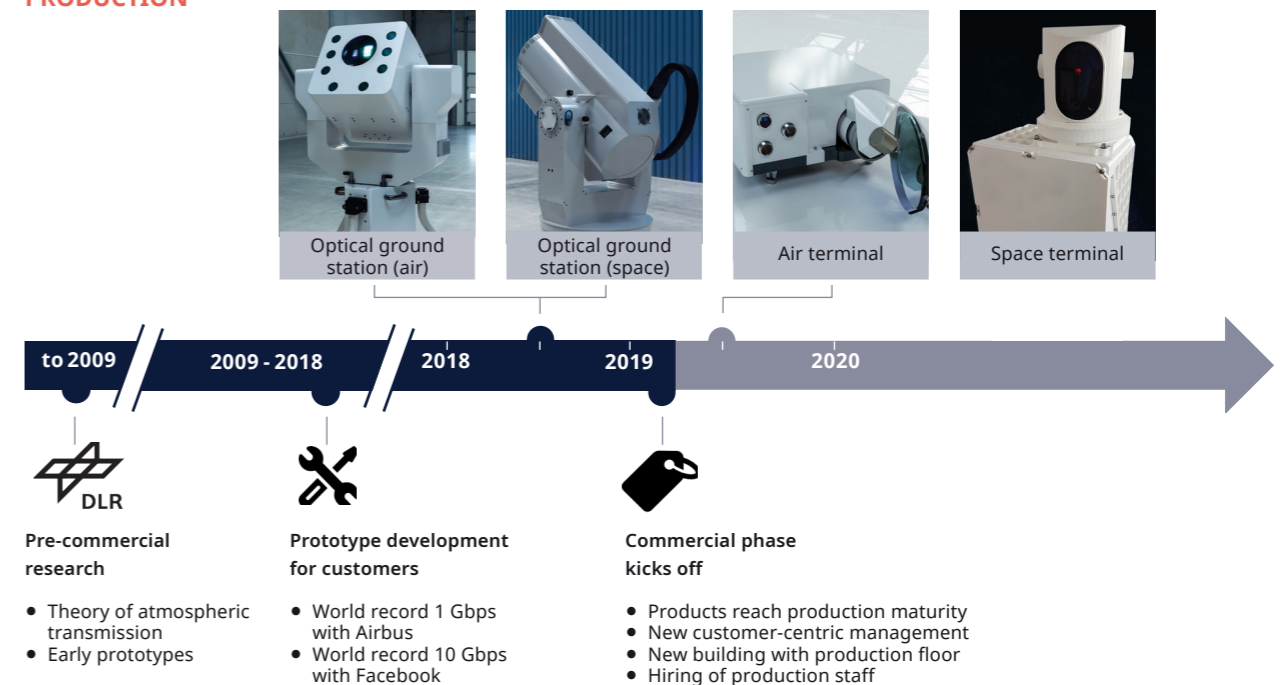 PRODUCTION
Optical ground
station (air)
Optical ground
station (space)
Air terminal
Space terminal
to 2009
2009 - 2018
2018
2019
2020
DLR
Pre-commercial
research
• Theory of atmospheric
transmission
• Early prototypes
Prototype development
for customers
• World record 1 Gbps
with Airbus
• World record 10 Gbps
with Facebook
Commercial phase
kicks off
• Products reach production maturity
• New customer-centric management
• New building with production floor
• Hiring of production staff